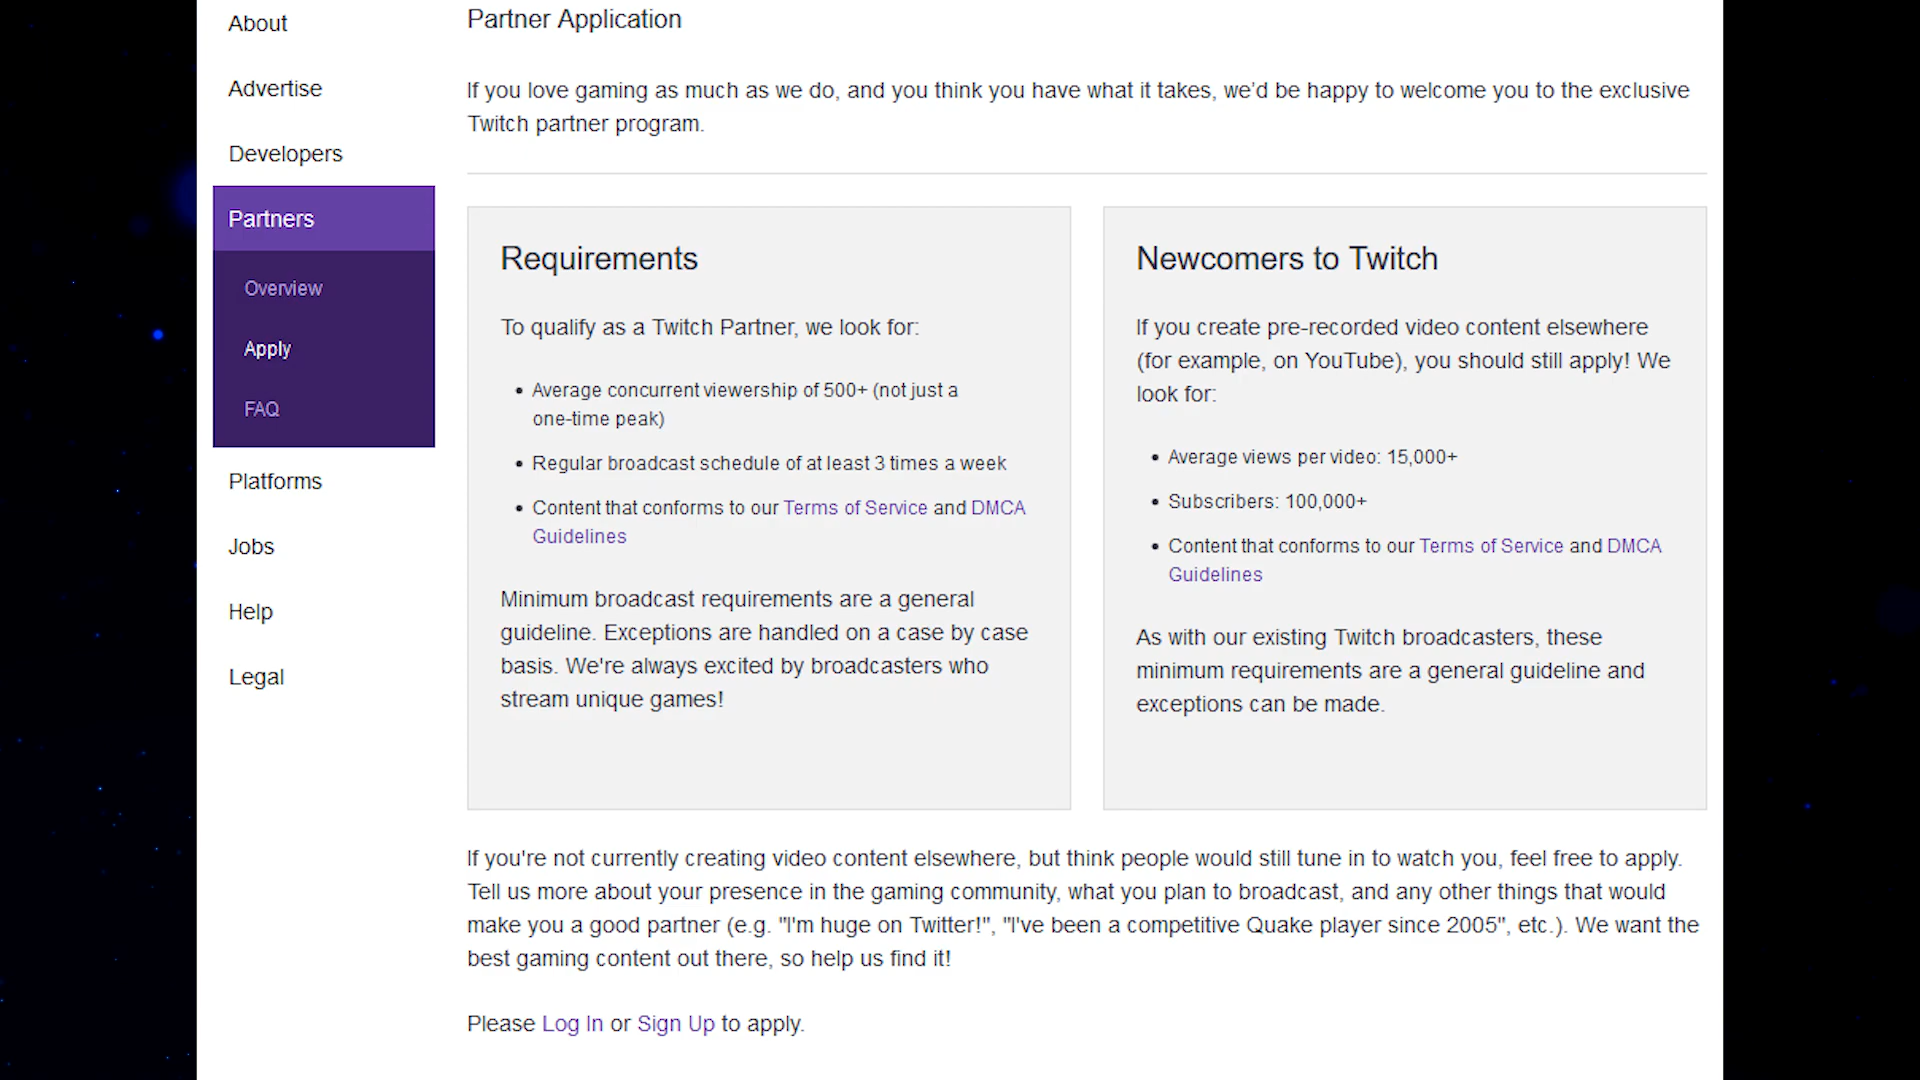 About
Advertise
Developers
Partners
Overview
Apply
FAQ
Platforms
Jobs
Help
Legal
Partner Application
If you love gaming as much as we do, and you think you have what it takes, we'd be happy to welcome you to the exclusive
Twitch partner program.
Requirements
To qualify as a Twitch Partner, we look for:
• Average concurrent viewership of 500+ (not just a
one-time peak)
• Regular broadcast schedule of at least 3 times a week
• Content that conforms to our Terms of Service and DMCA
Guidelines
Minimum broadcast requirements are a general
guideline. Exceptions are handled on a case by case
basis. We're always excited by broadcasters who
stream unique games!
Newcomers to Twitch
If you create pre-recorded video content elsewhere
(for example, on YouTube), you should still apply! We
look for:
• Average views per video: 15,000+
• Subscribers: 100,000+
• Content that conforms to our Terms of Service and DMCA
Guidelines
As with our existing Twitch broadcasters, these
minimum requirements are a general guideline and
exceptions can be made.
If you're not currently creating video content elsewhere, but think people would still tune in to watch you, feel free to apply.
Tell us more about your presence in the gaming community, what you plan to broadcast, and any other things that would
make you a good partner (e.g. "I'm huge on Twitter!", "I've been a competitive Quake player since 2005", etc.). We want the
best gaming content out there, so help us find it!
Please Log In or Sign Up to apply.